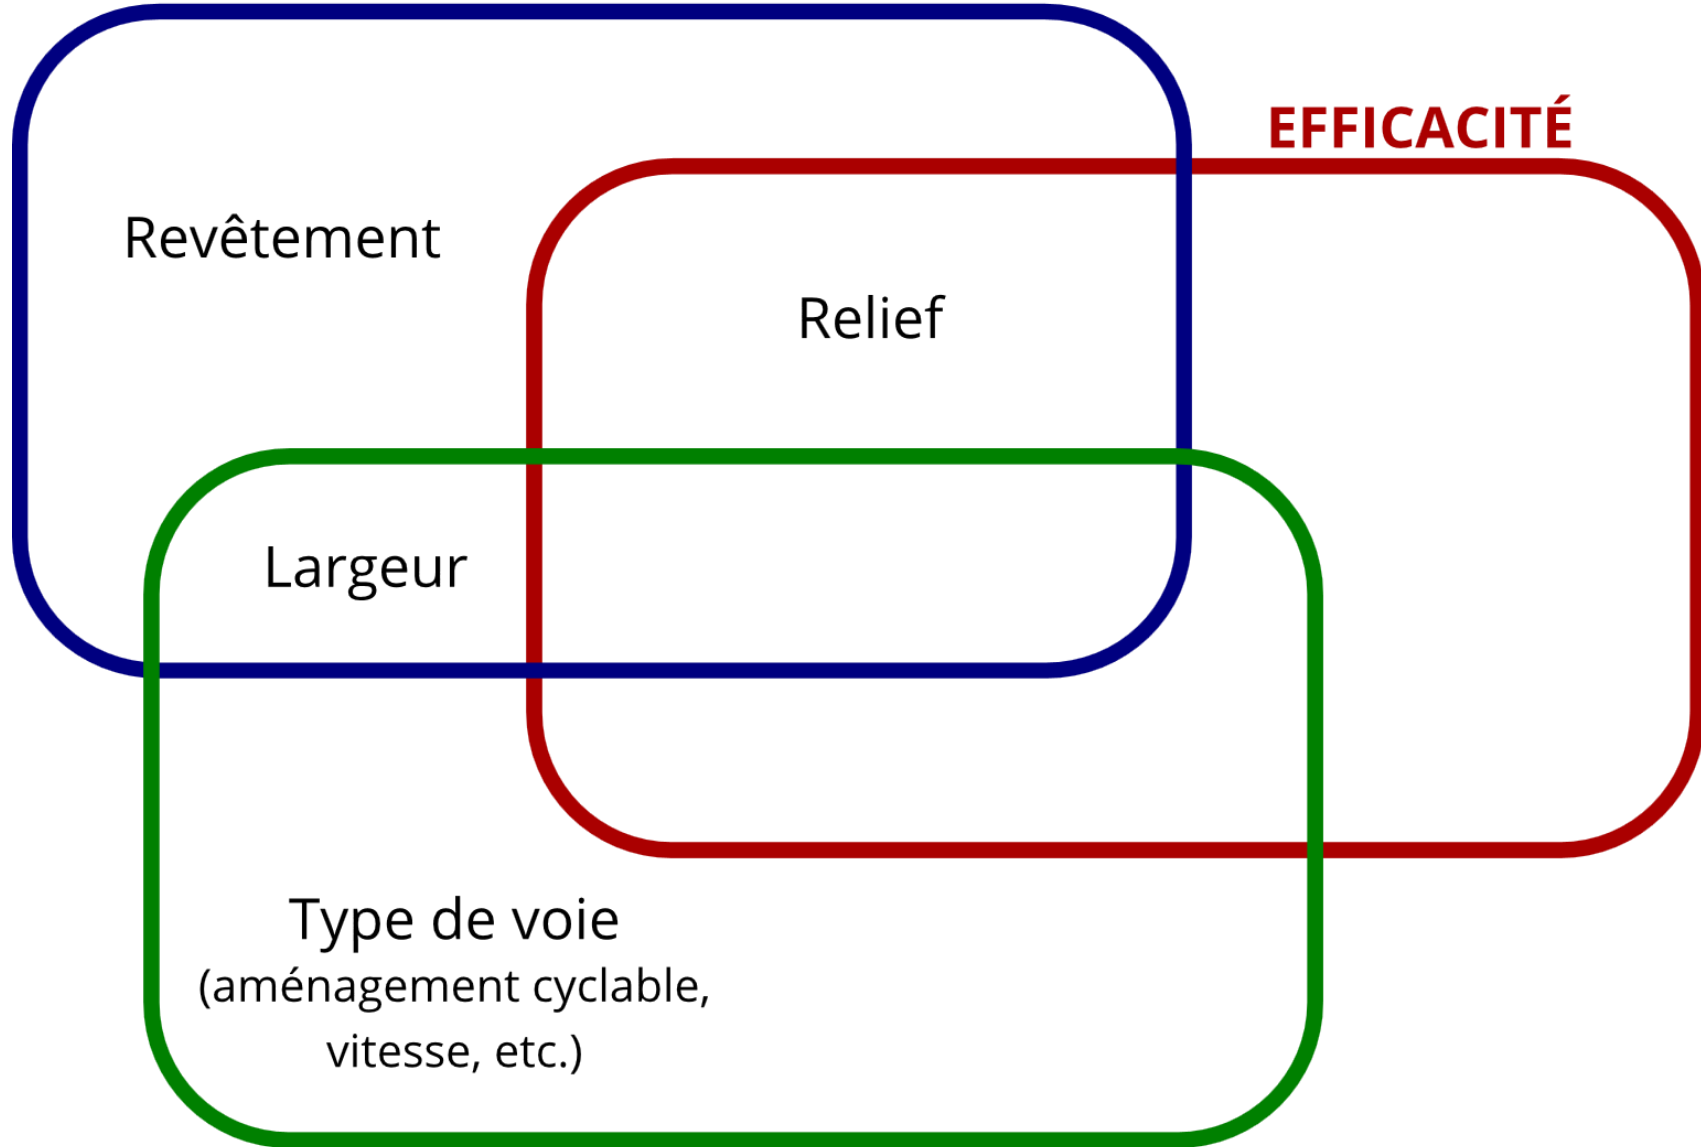 EFFICACITÉ
Revêtement
Relief
Largeur
Type de voie
(aménagement cyclable,
vitesse, etc.)